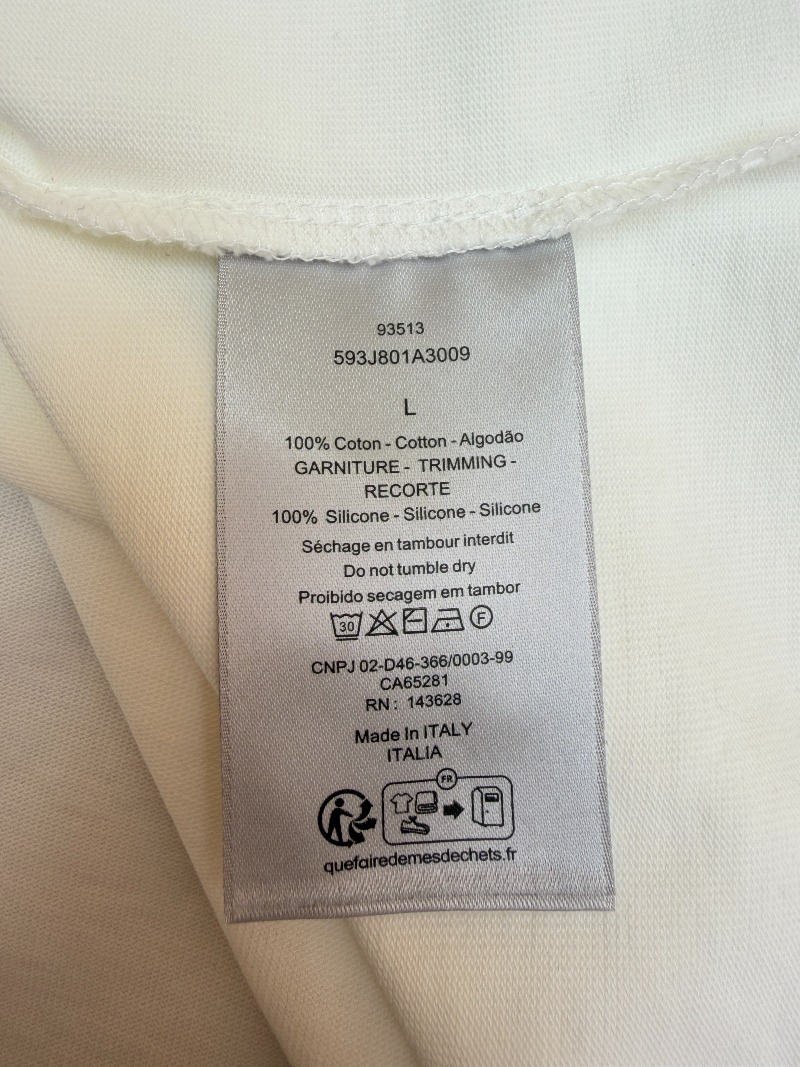 93513
593J801A3009
L
100% Coton - Cotton - Algodão
GARNITURE - TRIMMING -
RECORTE
100% Silicone - Silicone - Silicone
Séchage en tambour interdit
Do not tumble dry
Proibido secagem em tambor
30 F
CNPJ 02-D46-366/0003-99
CA65281
RN : 143628
Made In ITALY
ITALIA
FR
quefairedemesdechets.fr